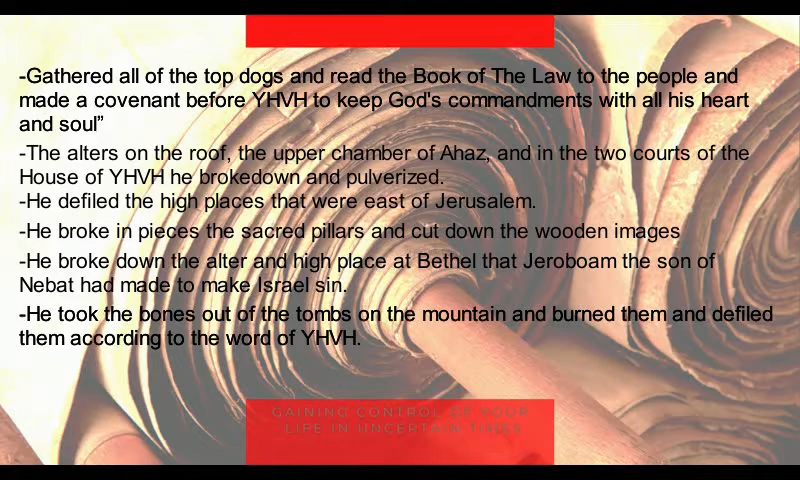 -Gathered all of the top dogs and read the Book of The Law to the people and
made a covenant before YHVH to keep God's commandments with all his heart
and soul”
-The alters on the roof, the upper chamber of Ahaz, and in the two courts of the
House of YHVH he brokedown and pulverized.
-He defiled the high places that were east of Jerusalem.
-He broke in pieces the sacred pillars and cut down the wooden images
-He broke down the alter and high place at Bethel that Jeroboam the son of
Nebat had made to make Israel sin.
-He took the bones out of the tombs on the mountain and burned them and defiled
them according to the word of YHVH.
GAINING CONTROL OF YOUR
LIFE IN UNCERTAIN TIMES